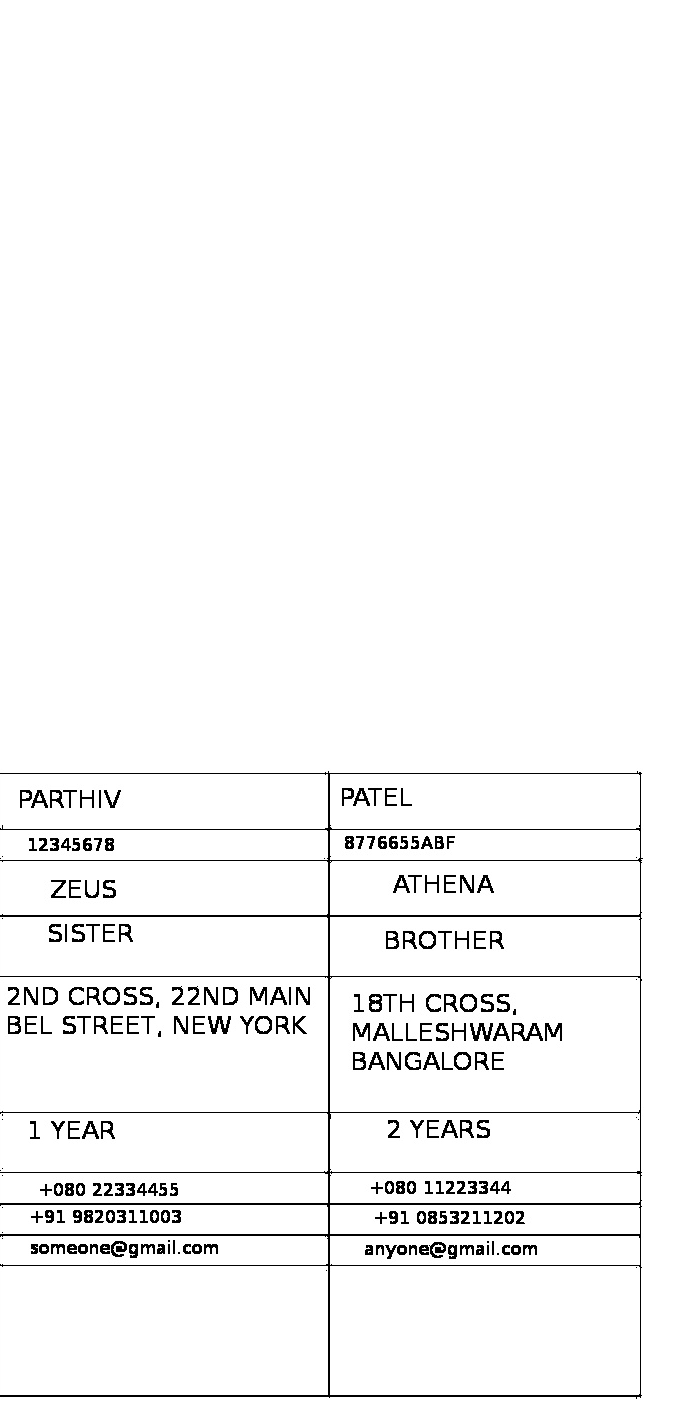 PARTHIV PATEL
12345678 8776655ABF
ZEUS ATHENA
SISTER BROTHER
2ND CROSS, 22ND MAIN 18TH CROSS,
BEL STREET, NEW YORK MALLESHWARAM
BANGALORE
1 YEAR 2 YEARS
+080 22334455 +080 11223344
+91 9820311003 +91 0853211202
someone@gmail.com anyone@gmail.com